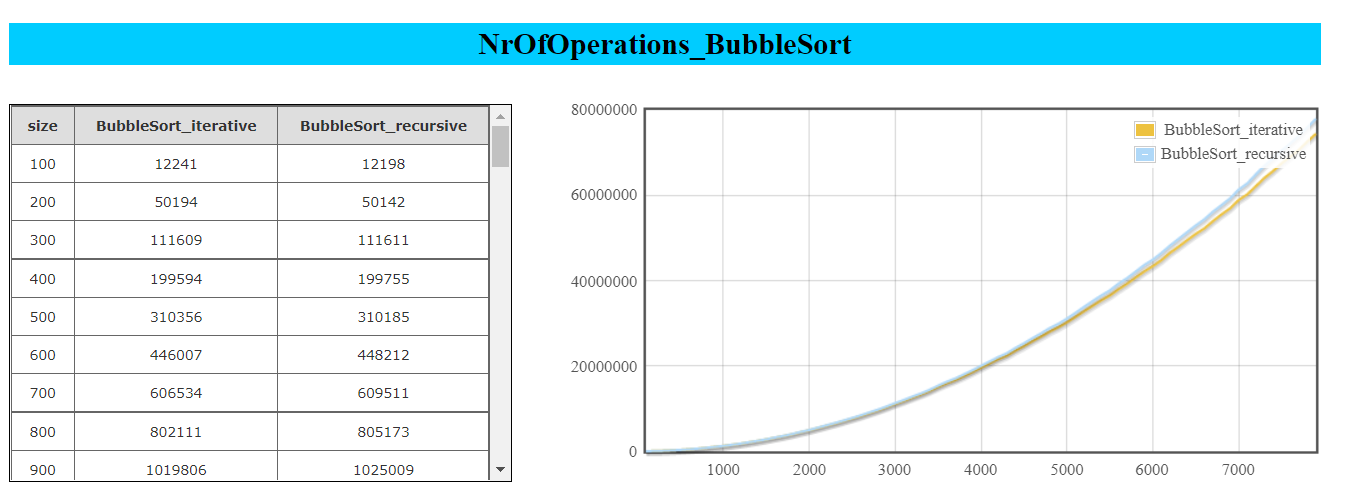 NrOfOperations_BubbleSort
size BubbleSort_iterative BubbleSort_recursive
100 12241 12198
200 50194 50142
300 111609 111611
400 199594 199755
500 310356 310185
600 446007 448212
700 606534 609511
800 802111 805173
900 1019806 1025009
80000000
60000000
40000000
20000000
0
BubbleSort_iterative
BubbleSort_recursive
1000 2000 3000 4000 5000 6000 7000